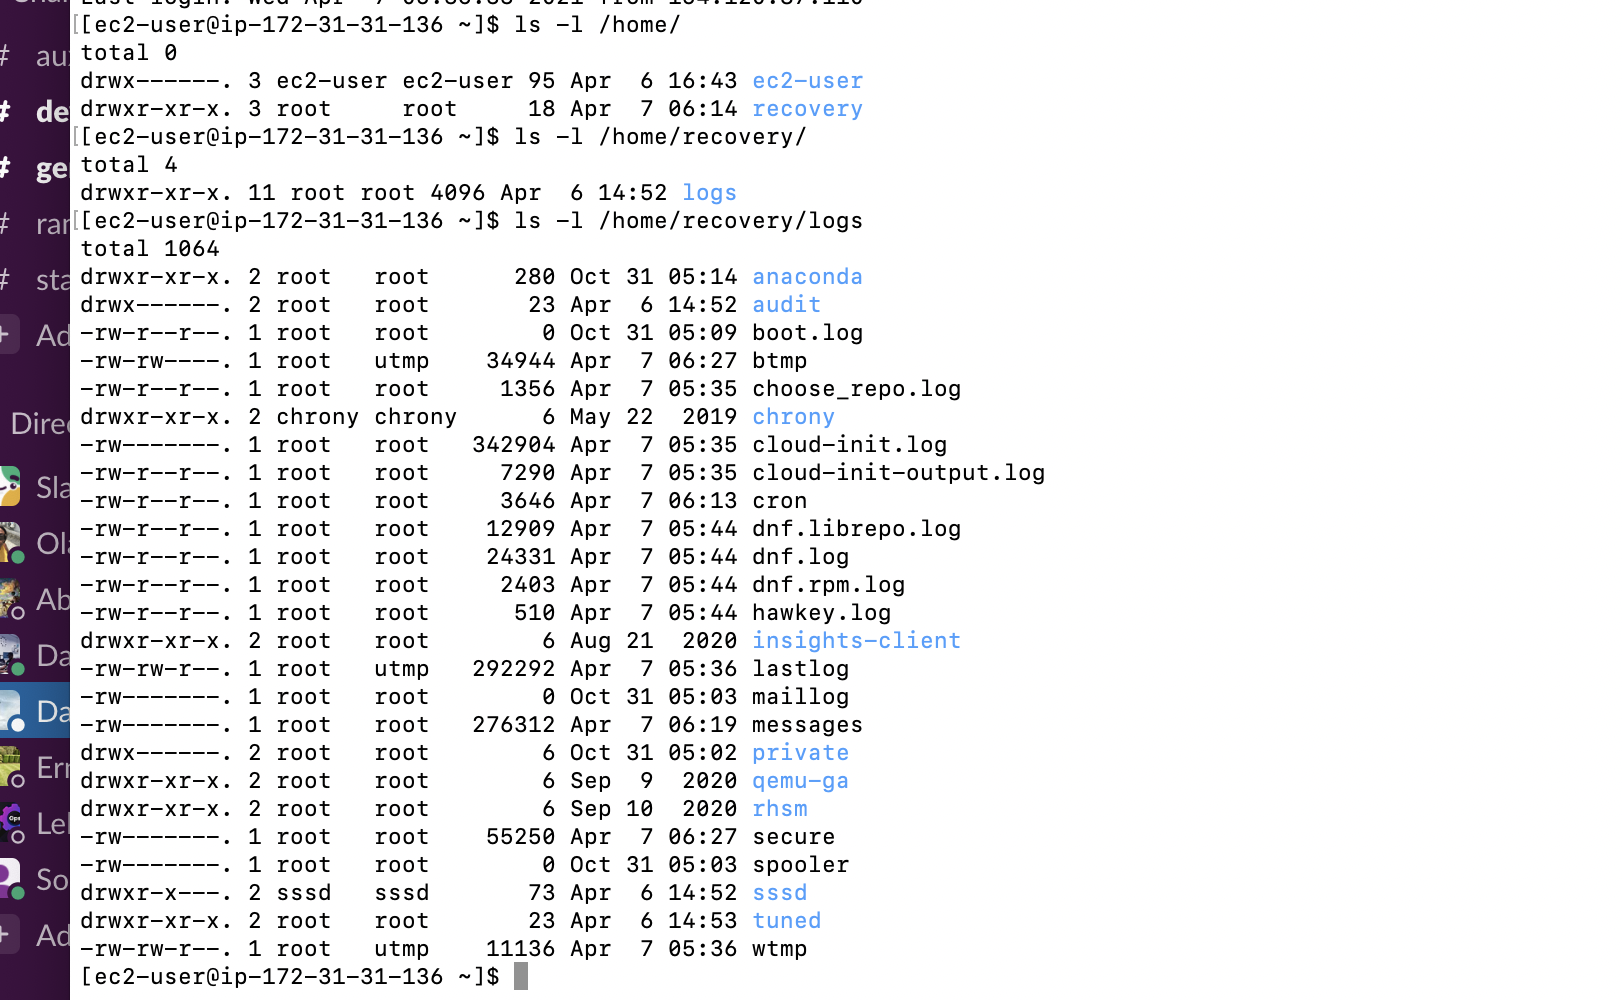 [ec2-user@ip-172-31-31-136 ~]$ ls -l /home/
total 0
drwx------. 3 ec2-user ec2-user 95 Apr  6 16:43 ec2-user
drwxr-xr-x. 3 root     root     18 Apr  7 06:14 recovery
[ec2-user@ip-172-31-31-136 ~]$ ls -l /home/recovery/
total 4
drwxr-xr-x. 11 root root 4096 Apr  6 14:52 logs
[ec2-user@ip-172-31-31-136 ~]$ ls -l /home/recovery/logs
total 1064
drwxr-xr-x. 2 root   root      280 Oct 31 05:14 anaconda
drwx------. 2 root   root       23 Apr  6 14:52 audit
-rw-r--r--. 1 root   root        0 Oct 31 05:09 boot.log
-rw-rw----. 1 root   utmp    34944 Apr  7 06:27 btmp
-rw-r--r--. 1 root   root     1356 Apr  7 05:35 choose_repo.log
drwxr-xr-x. 2 chrony chrony      6 May 22  2019 chrony
-rw-------. 1 root   root   342904 Apr  7 05:35 cloud-init.log
-rw-r--r--. 1 root   root     7290 Apr  7 05:35 cloud-init-output.log
-rw-r--r--. 1 root   root     3646 Apr  7 06:13 cron
-rw-r--r--. 1 root   root    12909 Apr  7 05:44 dnf.librepo.log
-rw-r--r--. 1 root   root    24331 Apr  7 05:44 dnf.log
-rw-r--r--. 1 root   root     2403 Apr  7 05:44 dnf.rpm.log
-rw-r--r--. 1 root   root      510 Apr  7 05:44 hawkey.log
drwxr-xr-x. 2 root   root        6 Aug 21  2020 insights-client
-rw-rw-r--. 1 root   utmp   292292 Apr  7 05:36 lastlog
-rw-------. 1 root   root        0 Oct 31 05:03 maillog
-rw-------. 1 root   root   276312 Apr  7 06:19 messages
drwx------. 2 root   root        6 Oct 31 05:02 private
drwxr-xr-x. 2 root   root        6 Sep  9  2020 qemu-ga
drwxr-xr-x. 2 root   root        6 Sep 10  2020 rhsm
-rw-------. 1 root   root    55250 Apr  7 06:27 secure
-rw-------. 1 root   root        0 Oct 31 05:03 spooler
drwxr-x---. 2 sssd   sssd       73 Apr  6 14:52 sssd
drwxr-xr-x. 2 root   root       23 Apr  6 14:53 tuned
-rw-rw-r--. 1 root   utmp    11136 Apr  7 05:36 wtmp
[ec2-user@ip-172-31-31-136 ~]$